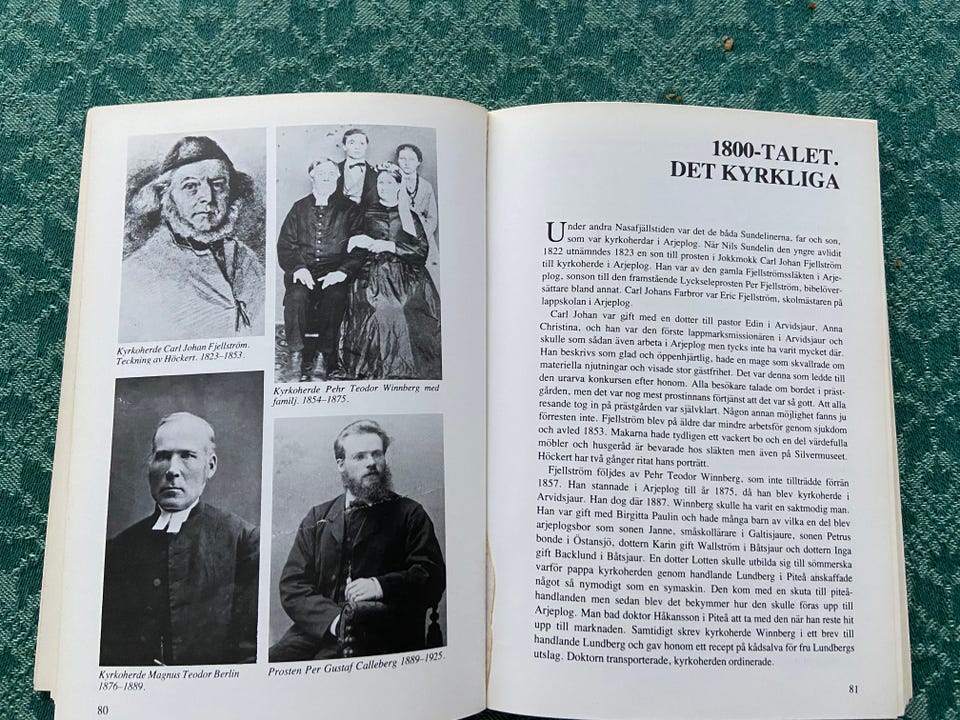 Kyrkoherde Carl Johan Fjellström.
Teckning av Höckert. 1823–1853.
Kyrkoherde Pehr Teodor Winnberg med
familj. 1854–1875.
Kyrkoherde Magnus Teodor Berlin
1876–1889.
Prosten Per Gustaf Calleberg 1889–1925.
80
1800-TALET.
DET KYRKLIGA
Under andra Nasafjällstiden var det de båda Sundelinerna, far och son,
som var kyrkoherdar i Arjeplog. När Nils Sundelin den yngre avlidit
1822 utnämndes 1823 en son till prosten i Jokkmokk Carl Johan Fjellström
till kyrkoherde i Arjeplog. Han var av den gamla Fjellströmssläkten i Arje-
plog, sonson till den framstående Lyckseleprosten Per Fjellström, bibelöver-
sättare bland annat. Carl Johans Farbror var Eric Fjellström, skolmästaren på
lappskolan i Arjeplog.
Carl Johan var gift med en dotter till pastor Edin i Arvidsjaur, Anna
Christina, och han var den förste lappmarksmissionären i Arvidsjaur och
skulle som sådan även arbeta i Arjeplog men tycks inte ha varit mycket där.
Han beskrivs som glad och öppenhjärtlig, hade en mage som skvallrade om
materiella njutningar och visade stor gästfrihet. Det var denna som ledde till
den urarva konkursen efter honom. Alla besökare talade om bordet i präst-
gården, men det var nog mest prostinnans förtjänst att det var så gott. Att alla
resande tog in på prästgården var självklart. Någon annan möjlighet fanns ju
förresten inte. Fjellström blev på äldre dar mindre arbetsför genom sjukdom
och avled 1853. Makarna hade tydligen ett vackert bo och en del värdefulla
möbler och husgeråd är bevarade hos släkten men även på Silvermuseet.
Höckert har två gånger ritat hans porträtt.
Fjellström följdes av Pehr Teodor Winnberg, som inte tillträdde förrän
1857. Han stannade i Arjeplog till år 1875, då han blev kyrkoherde i
Arvidsjaur. Han dog där 1887. Winnberg skulle ha varit en saktmodig man.
Han var gift med Birgitta Paulin och hade många barn av vilka en del blev
arjeplogsbor som sonen Janne, småskollärare i Galtisjaure, sonen Petrus
bonde i Östansjö, dottern Karin gift Wallström i Båtsjaur och dottern Inga
gift Backlund i Båtsjaur. En dotter Lotten skulle utbilda sig till sömmerska
varför pappa kyrkoherden genom handlande Lundberg i Piteå anskaffade
något så nymodigt som en symaskin. Den kom med en skuta till piteå-
handlanden men sedan blev det bekymmer hur den skulle föras upp till
Arjeplog. Man bad doktor Håkansson i Piteå att ta med den när han reste hit
upp till marknaden. Samtidigt skrev kyrkoherde Winnberg i ett brev till
handlande Lundberg och gav honom ett recept på kådsalva för fru Lundbergs
utslag. Doktorn transporterade, kyrkoherden ordinerade.
81